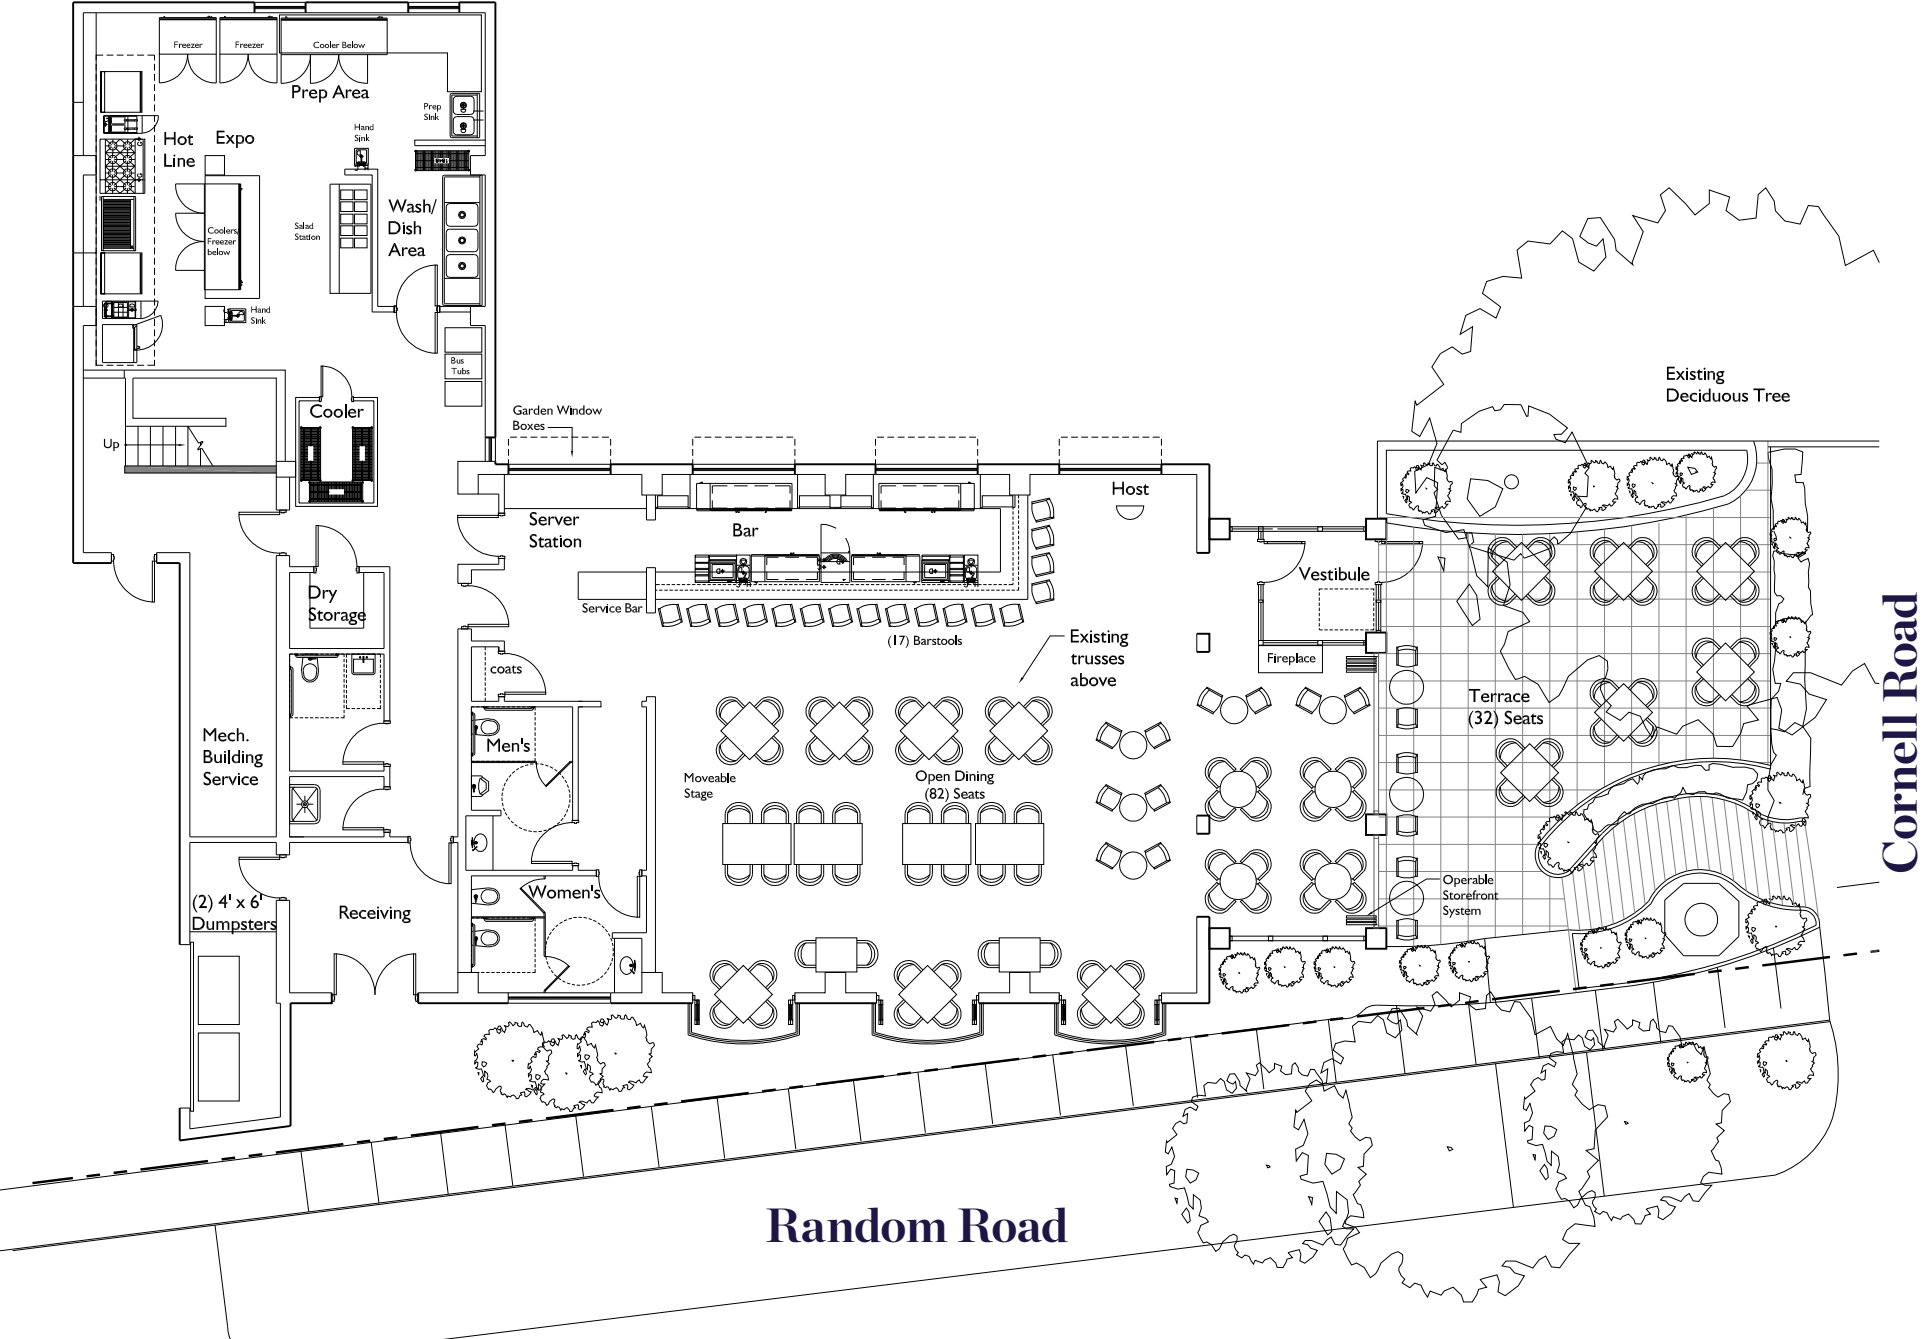 Freezer
Freezer
Cooler Below
Prep Area
Prep
Sink
Hand
Sink
Hot
Line
Expo
Wash/
Dish
Area
Salad
Station
Coolers/
Freezer
below
Hand
Sink
Bus
Tubs
Existing
Deciduous Tree
Cooler
Garden Window
Boxes
Up
Host
Server
Station
Bar
Vestibule
Dry
Storage
Service Bar
(17) Barstools
Existing
trusses
above
Fireplace
coats
Terrace
(32) Seats
Cornell Road
Mech.
Building
Service
Men's
Moveable
Stage
Open Dining
(82) Seats
Operable
Storefront
System
Women's
(2) 4' x 6'
Dumpsters
Receiving
Random Road